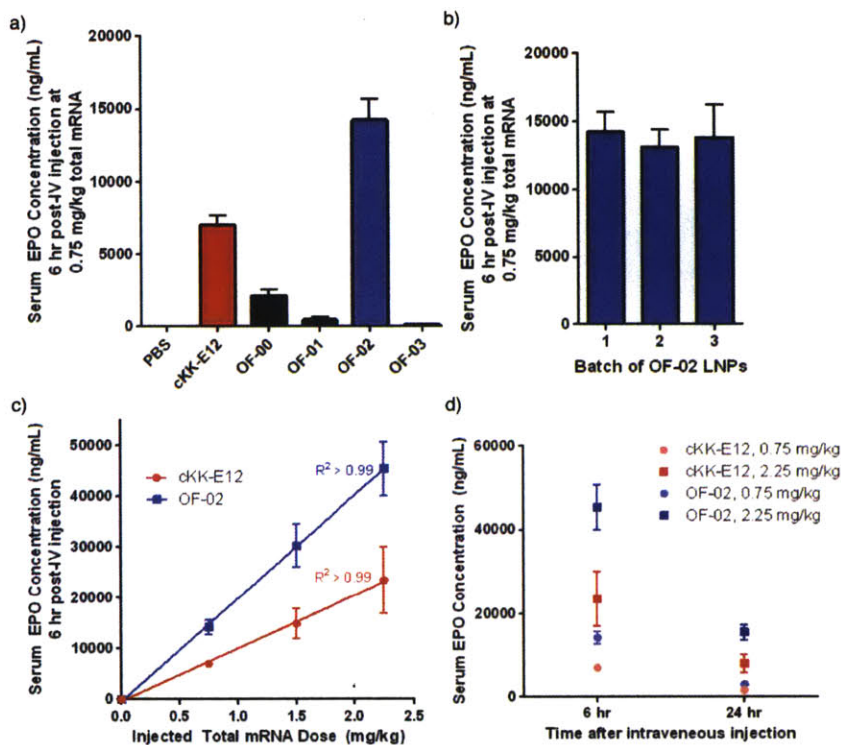 a)
Serum EPO Concentration (ng/mL)
6 hr post-IV injection at
0.75 mg/kg total mRNA
20000
15000
10000
5000
0
PBS
cKK-E12
OF-00
OF-01
OF-02
OF-03
b)
Serum EPO Concentration (ng/mL)
6 hr post-IV injection at
0.75 mg/kg total mRNA
20000
15000
10000
5000
0
1
2
3
Batch of OF-02 LNPs
c)
Serum EPO Concentration (ng/mL)
6 hr post-IV injection
50000
40000
30000
20000
10000
0
cKK-E12
OF-02
R² > 0.99
R² > 0.99
0.0
0.5
1.0
1.5
2.0
2.5
Injected Total mRNA Dose (mg/kg)
d)
Serum EPO Concentration (ng/mL)
60000
40000
20000
0
cKK-E12, 0.75 mg/kg
cKK-E12, 2.25 mg/kg
OF-02, 0.75 mg/kg
OF-02, 2.25 mg/kg
6 hr
24 hr
Time after intraveneous injection